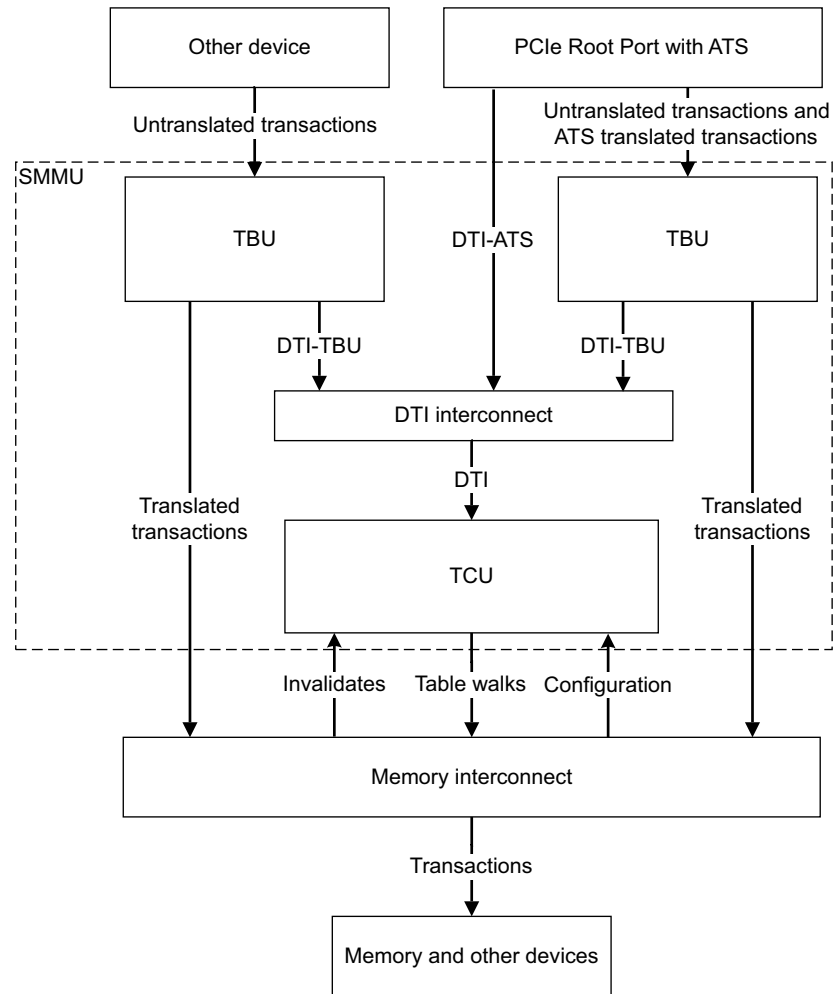 Other device
PCIe Root Port with ATS
Untranslated transactions
Untranslated transactions and
ATS translated transactions
SMMU
TBU
DTI-ATS
TBU
DTI-TBU
DTI-TBU
DTI interconnect
DTI
Translated
transactions
Translated
transactions
TCU
Invalidates
Table walks
Configuration
Memory interconnect
Transactions
Memory and other devices